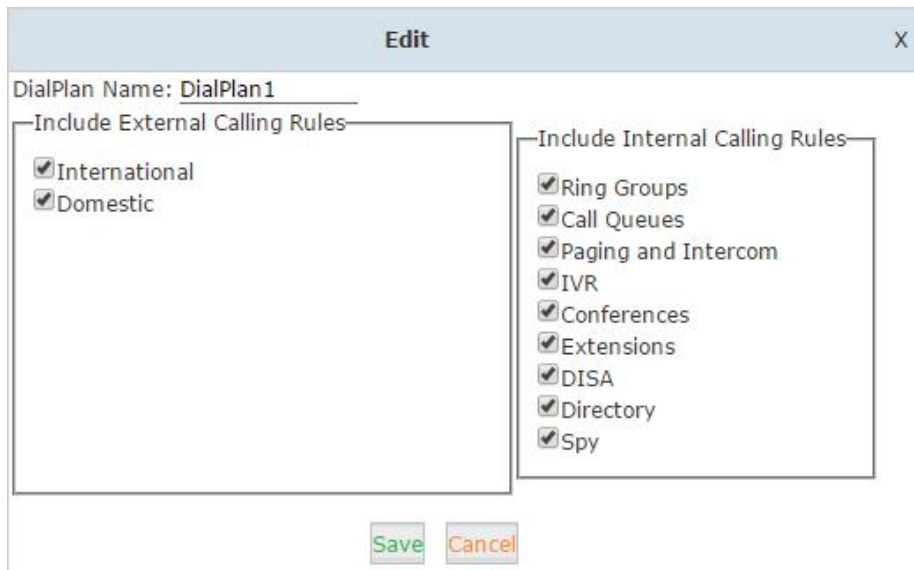 Edit
X
DialPlan Name: DialPlan1
Include External Calling Rules
International
Domestic
Include Internal Calling Rules
Ring Groups
Call Queues
Paging and Intercom
IVR
Conferences
Extensions
DISA
Directory
Spy
Save
Cancel